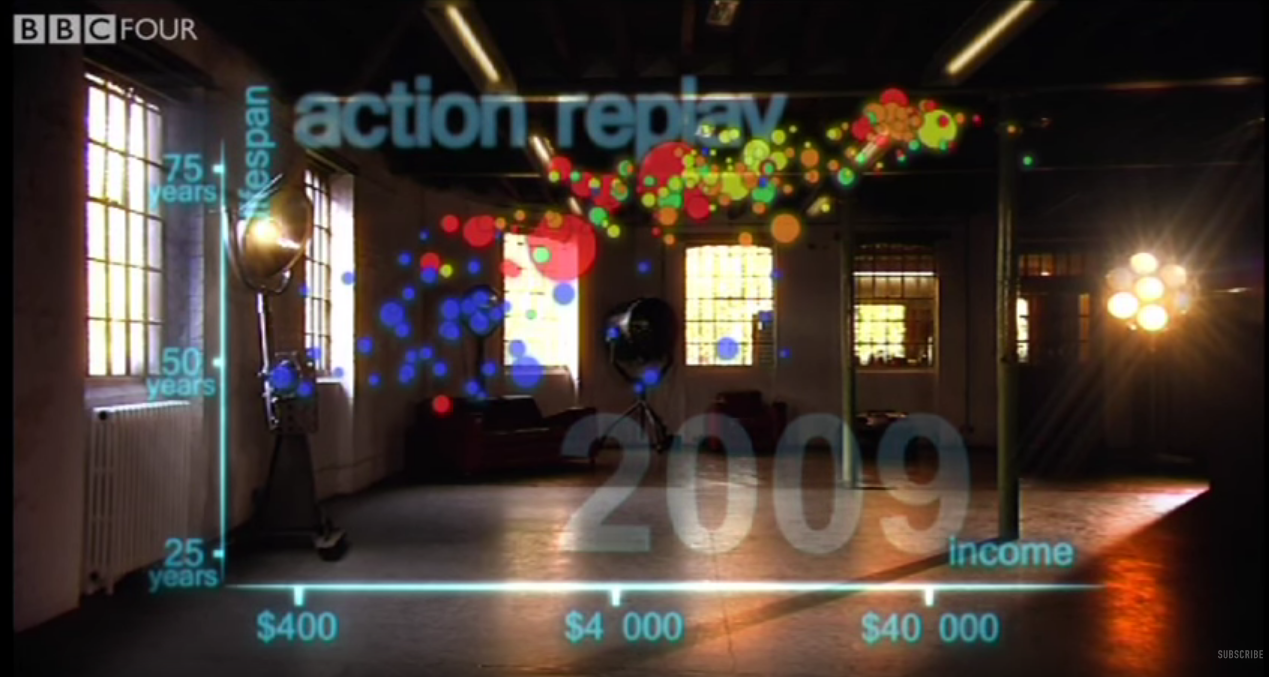 BBC FOUR
action replay
lifespan
75
years
50
years
25
years
2009
income
$400
$4 000
$40 000
SUBSCRIBE